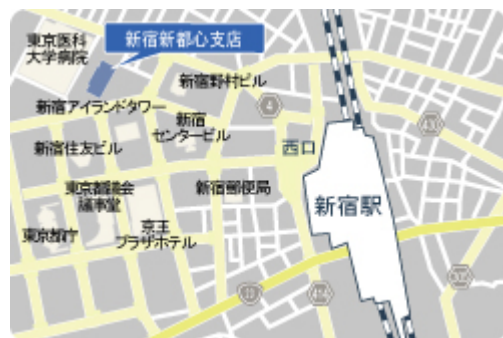 東京医科
大学病院
新宿新都心支店
新宿野村ビル
新宿アイランドタワー
4
新宿
センタービル
新宿住友ビル
西口
東京都議会
議事堂
新宿郵便局
新宿駅
東京都庁
京王
プラザホテル